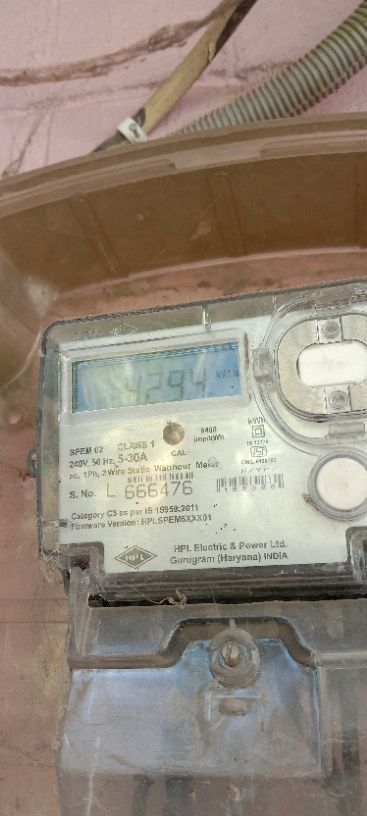 4294 kWh
kWh
SPEM 02 CLASS 1 6400
240V, 50 Hz, 5-30A CAL imp/kWh
ac, 1Ph, 2Wire Static Watthour Meter
S. No. L 666476
Category C3 as per IS 15959:2011
Firmware Version:
HPL
HPL Electric & Power Ltd.
Gurugram (Haryana) INDIA